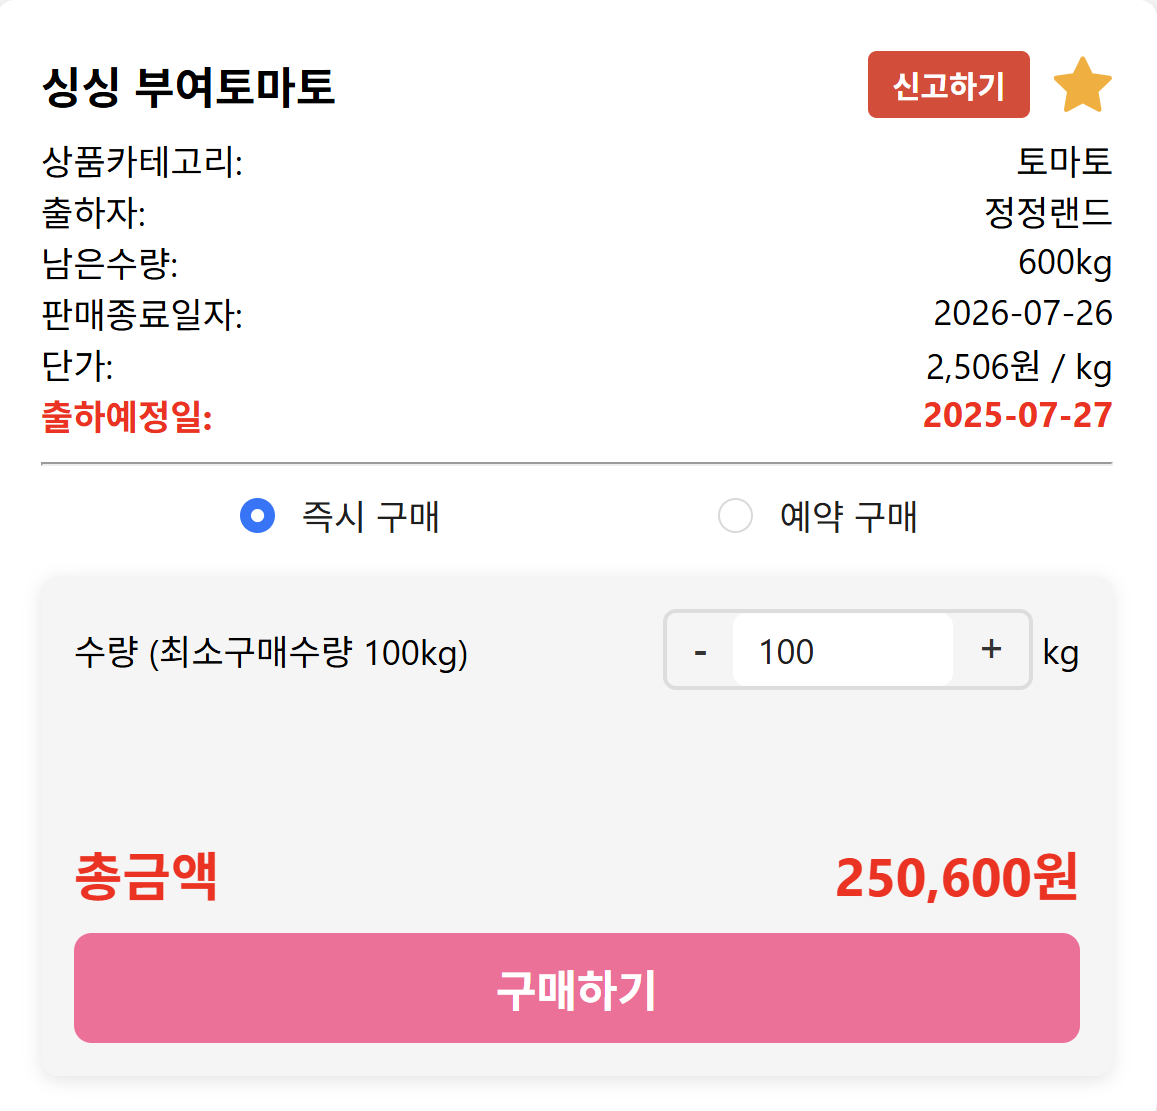 싱싱 부여토마토 신고하기
상품카테고리: 토마토
출하자: 정정랜드
남은수량: 600kg
판매종료일자: 2026-07-26
단가: 2,506원 / kg
출하예정일: 2025-07-27
즉시 구매 예약 구매
수량 (최소구매수량 100kg) - 100 + kg
총금액 250,600원
구매하기